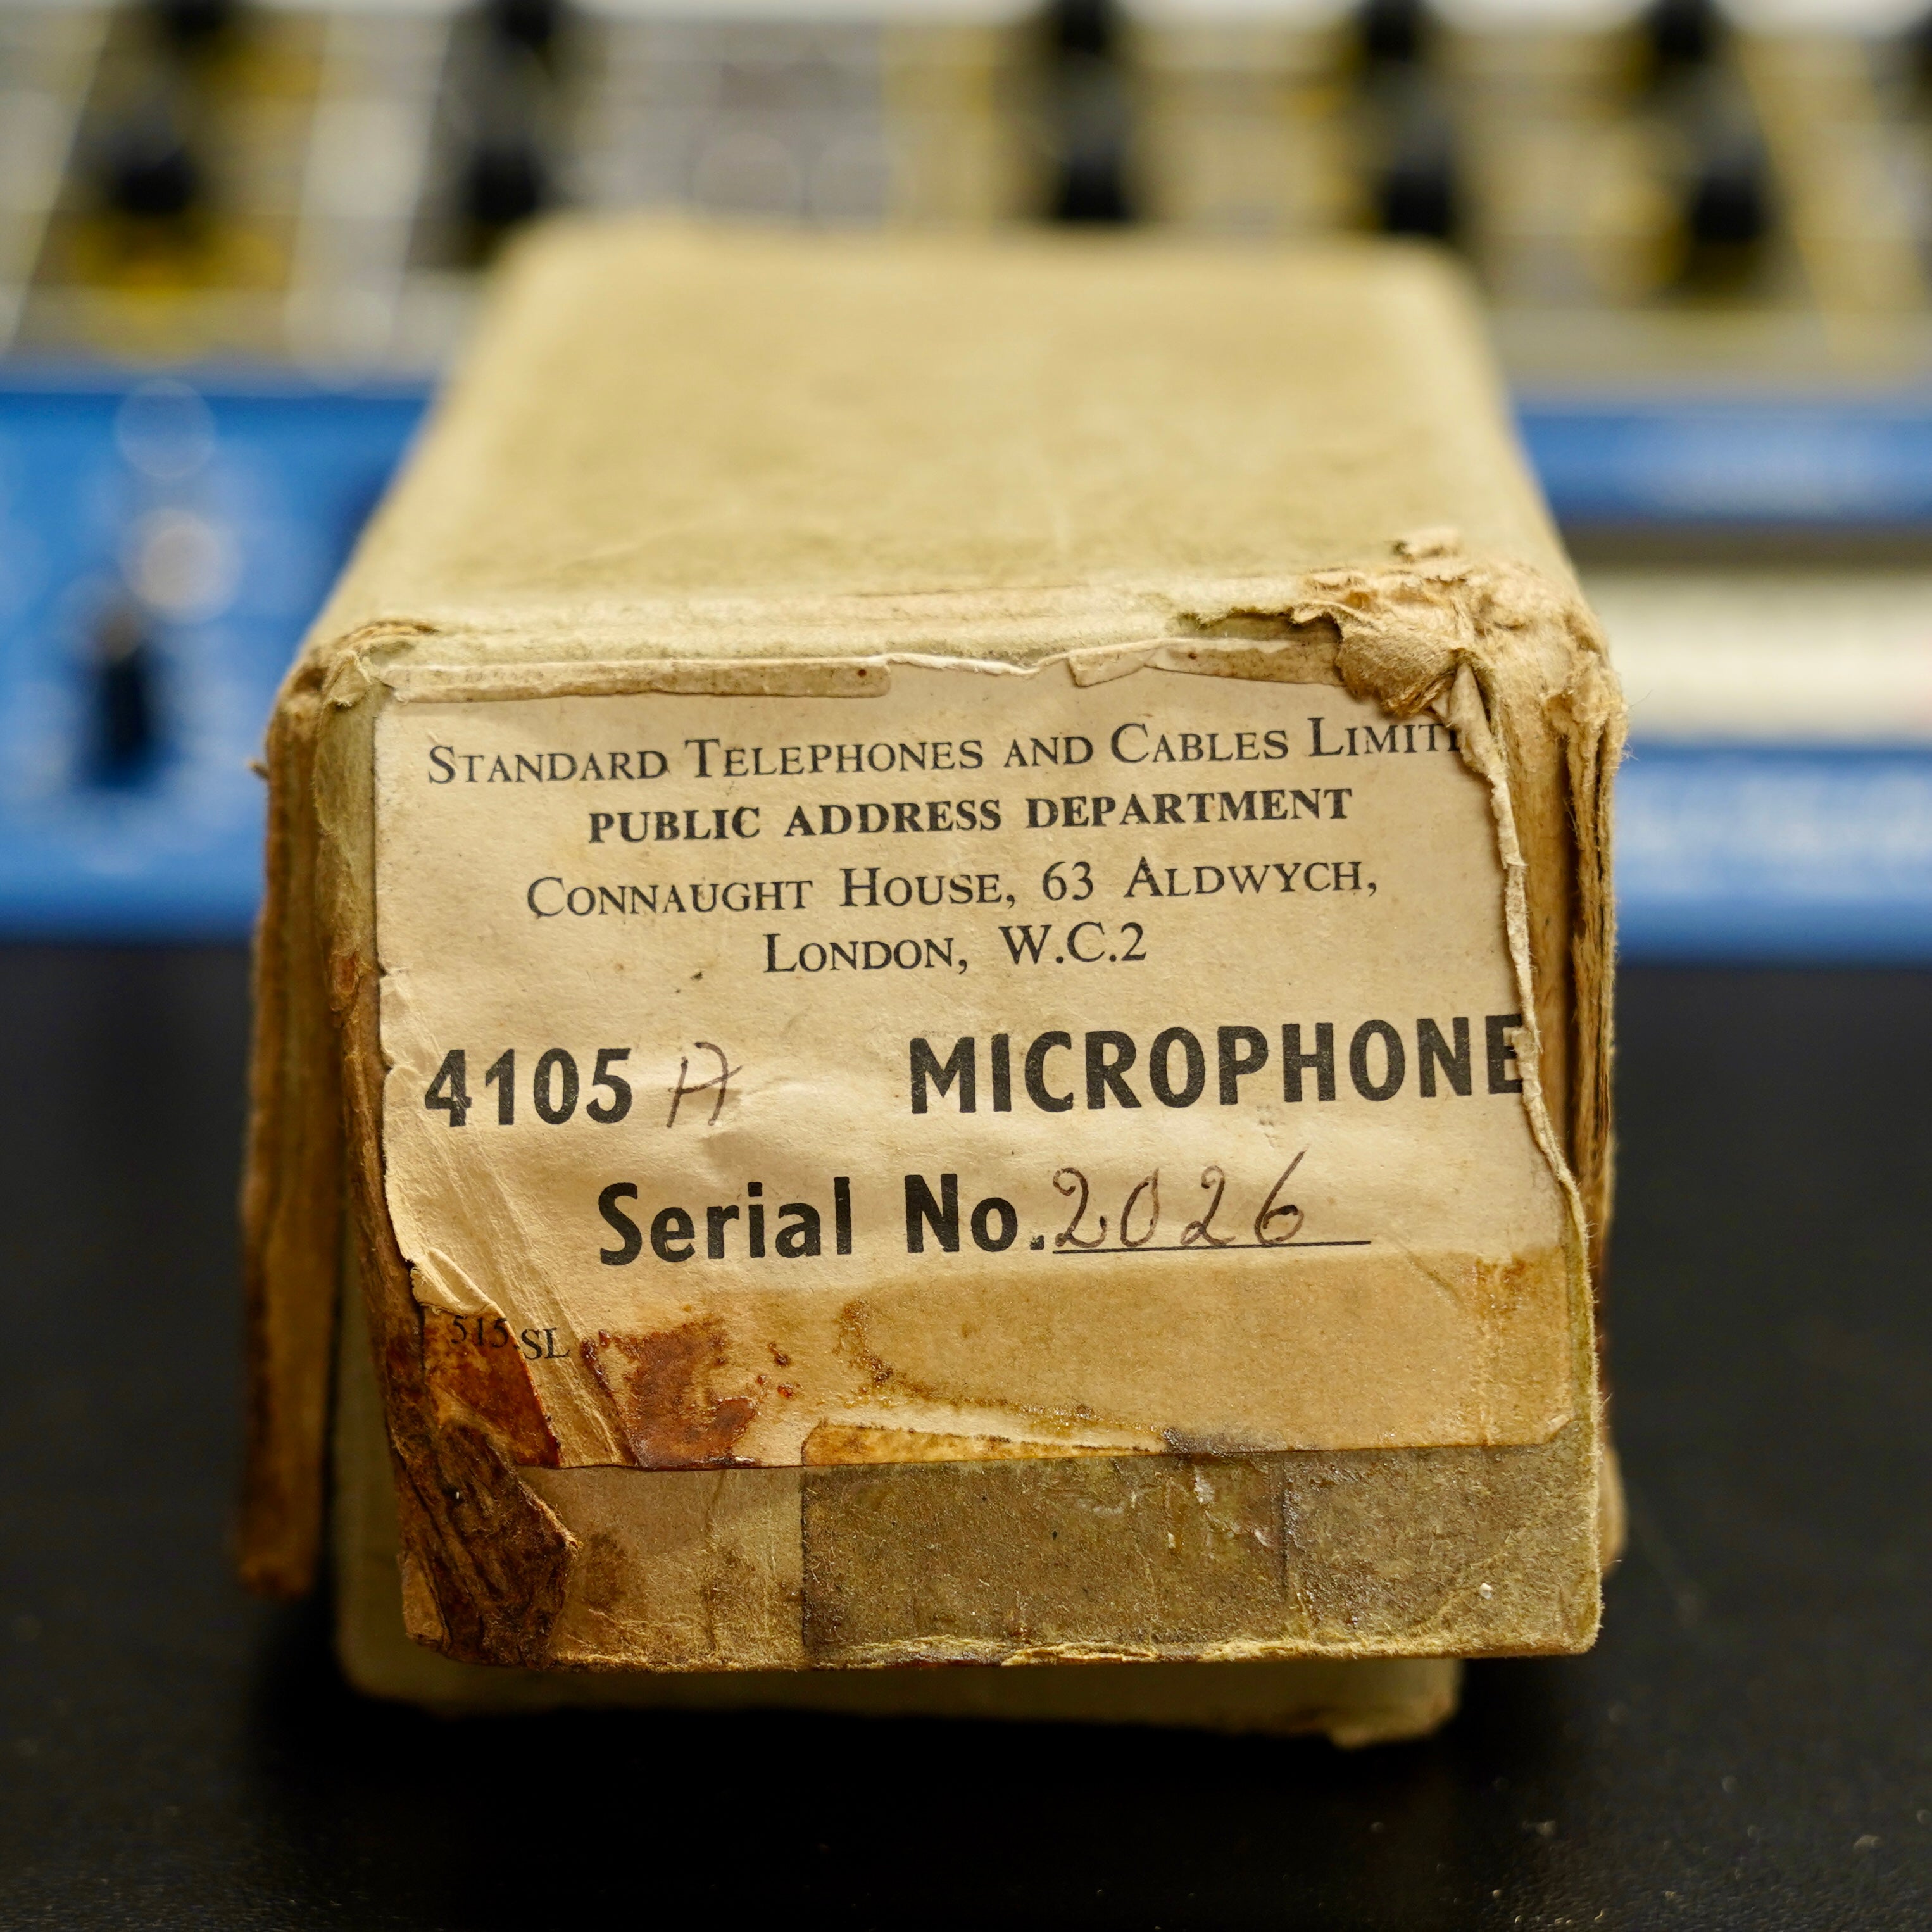 STANDARD TELEPHONES AND CABLES LIMIT
PUBLIC ADDRESS DEPARTMENT
CONNAUGHT HOUSE, 63 ALDWYCH,
LONDON, W.C.2
4105 A MICROPHONE
Serial No. 2026
515 SL